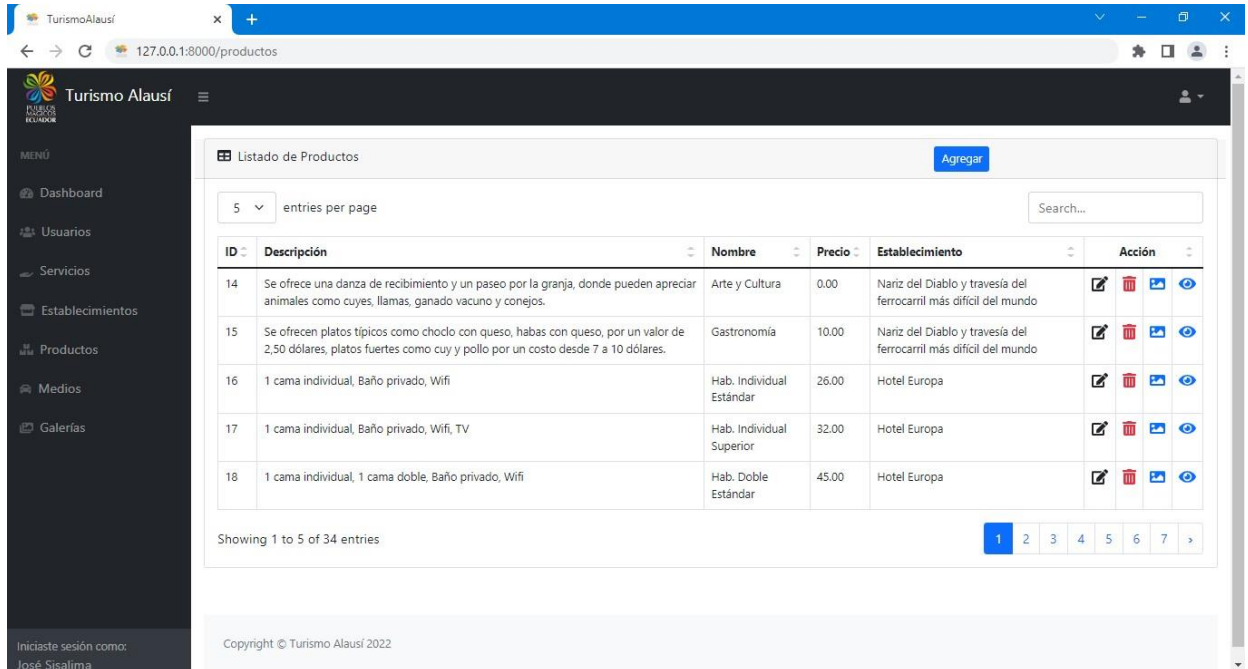 TurismoAlausí
127.0.0.1:8000/productos
PUEBLOS
MÁGICOS
ECUADOR
Turismo Alausí
MENÚ
Dashboard
Usuarios
Servicios
Establecimientos
Productos
Medios
Galerías
Iniciaste sesión como:
José Sisalima
Listado de Productos
Agregar
5 entries per page
Search...
ID Descripción Nombre Precio Establecimiento Acción
14 Se ofrece una danza de recibimiento y un paseo por la granja, donde pueden apreciar Arte y Cultura 0.00 Nariz del Diablo y travesía del
animales como cuyes, llamas, ganado vacuno y conejos. ferrocarril más difícil del mundo
15 Se ofrecen platos típicos como choclo con queso, habas con queso, por un valor de Gastronomía 10.00 Nariz del Diablo y travesía del
2,50 dólares, platos fuertes como cuy y pollo por un costo desde 7 a 10 dólares. ferrocarril más difícil del mundo
16 1 cama individual, Baño privado, Wifi Hab. Individual 26.00 Hotel Europa
Estándar
17 1 cama individual, Baño privado, Wifi, TV Hab. Individual 32.00 Hotel Europa
Superior
18 1 cama individual, 1 cama doble, Baño privado, Wifi Hab. Doble 45.00 Hotel Europa
Estándar
Showing 1 to 5 of 34 entries
1 2 3 4 5 6 7 ›
Copyright © Turismo Alausí 2022